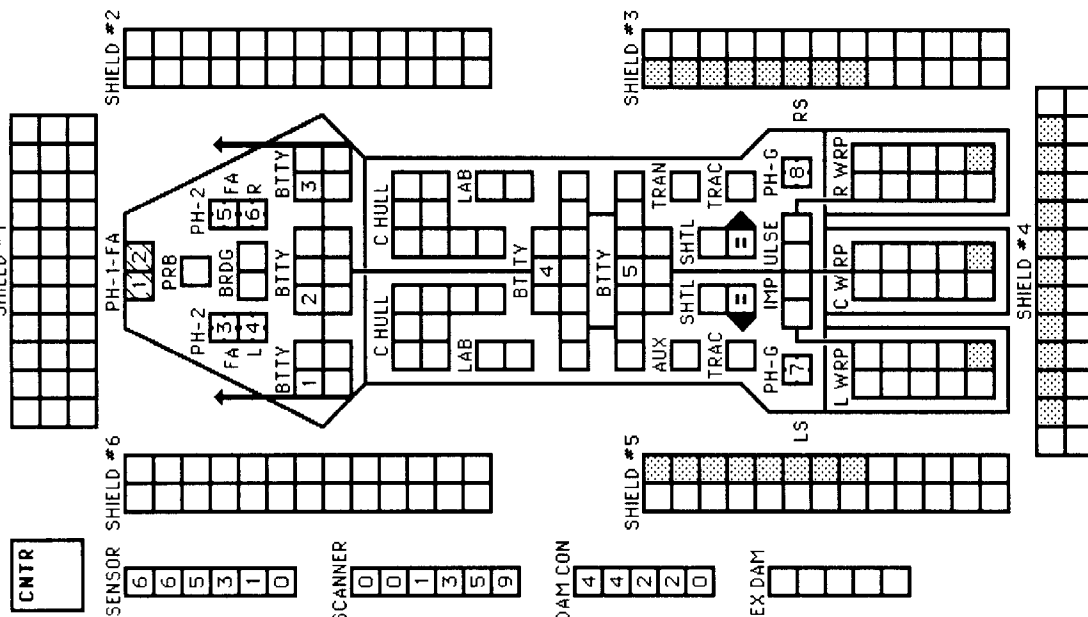 SHIELD #2
SHIELD #3
PH-1-FA
1 2
PRB
BRDG
PH-2
3
FA
4
L
PH-2
5
FA
6
R
BTTY
1
BTTY
2
BTTY
3
C HULL
C HULL
LAB
LAB
BTTY
4
BTTY
5
AUX
TRAN
SHTL
SHTL
=
=
TRAC
TRAC
PH-G
7
PH-G
8
IMP ULSE
LS
RS
L WRP
C WRP
R WRP
SHIELD #6
SHIELD #5
SHIELD #4
CNTR
SENSOR
6
6
5
3
1
0
SCANNER
0
0
1
3
5
9
DAM CON
4
4
2
2
0
EX DAM